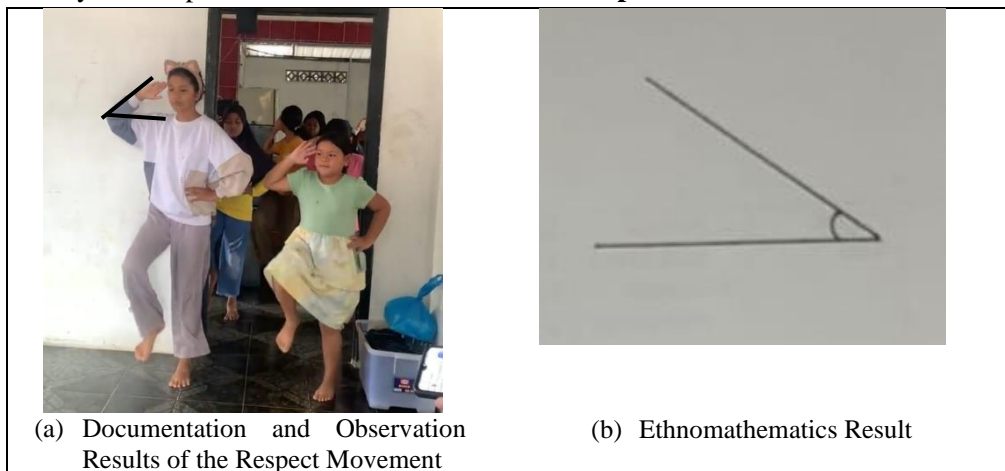 (a) Documentation and Observation
Results of the Respect Movement
(b) Ethnomathematics Result